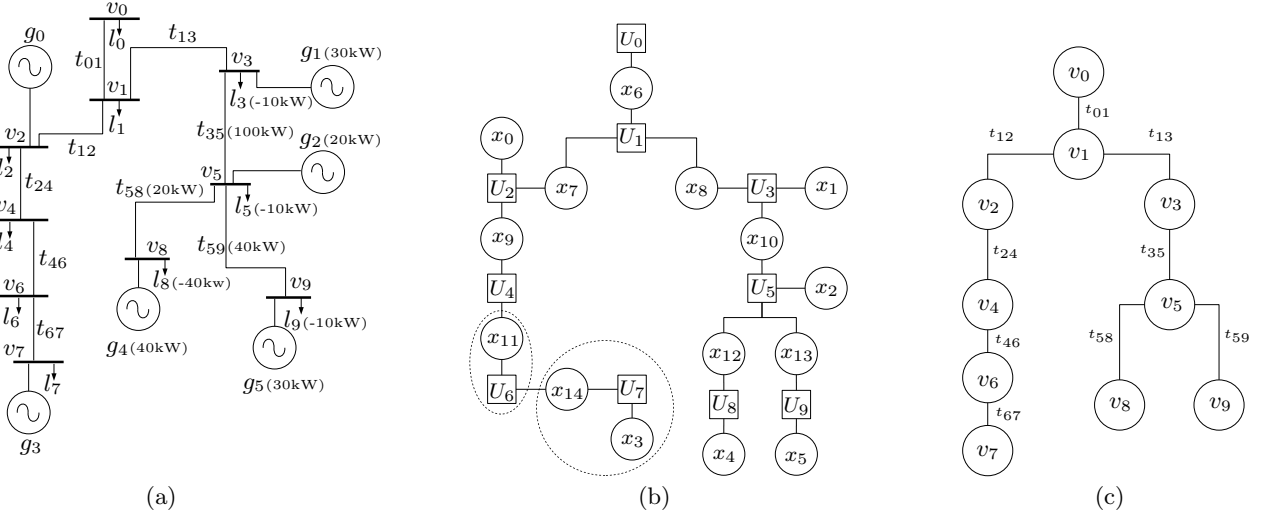 v0
g0
l0
t13
t01
v3
g1(30kW)
v1
l3(-10kW)
l1
v2
t12
t35(100kW)
g2(20kW)
t24
v5
t58(20kW)
l5(-10kW)
v4
l4
t46
v8
t59(40kW)
l8(-40kw)
v6
v9
l6
t67
l9(-10kW)
v7
l7
g4(40kW)
g5(30kW)
g3
(a)
U0
x6
x0
U1
U2
x7
x8
U3
x1
x9
x10
U4
U5
x2
x11
x12
x13
U6
x14
U7
U8
U9
x3
x4
x5
(b)
v0
t01
t12
t13
v1
v2
v3
t24
t35
v4
v5
t46
t58
t59
v6
v8
v9
t67
v7
(c)